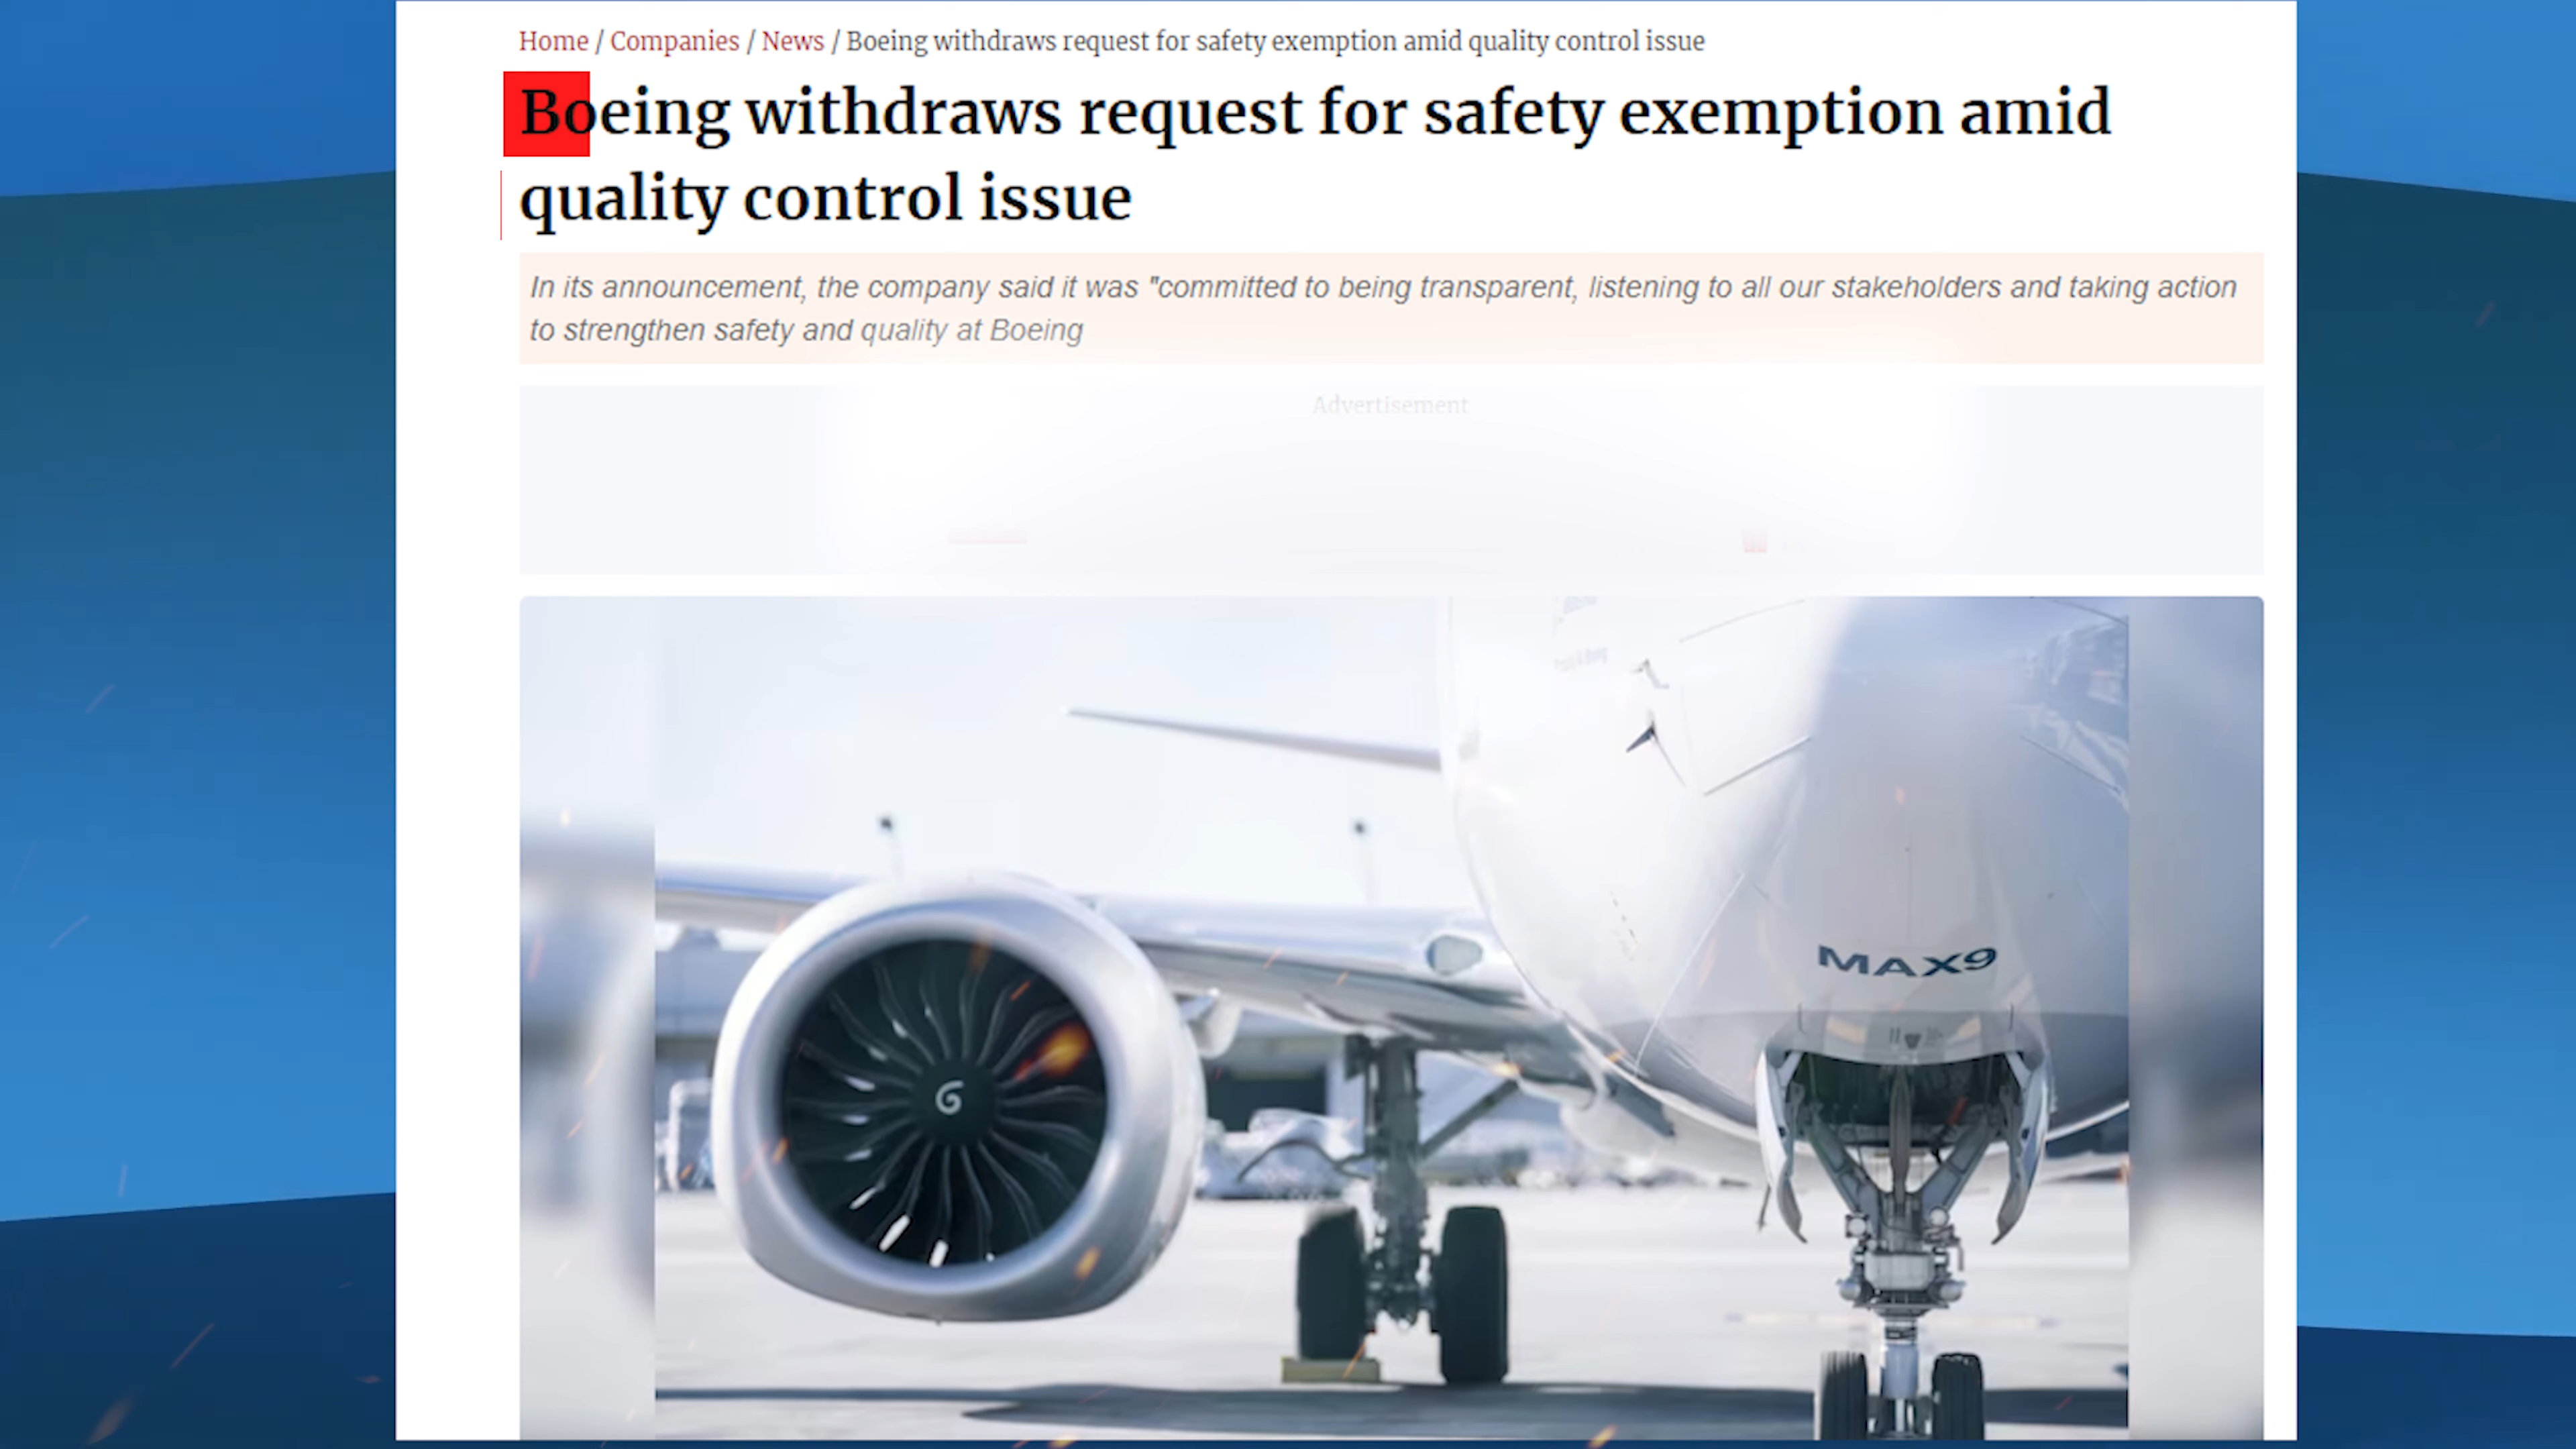 Home / Companies / News / Boeing withdraws request for safety exemption amid quality control issue
Boeing withdraws request for safety exemption amid
quality control issue
In its announcement, the company said it was "committed to being transparent, listening to all our stakeholders and taking action
to strengthen safety and quality at Boeing
Advertisement
MAX9